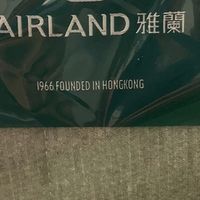 AIRLAND 雅蘭
1966 FOUNDED IN HONGKONG